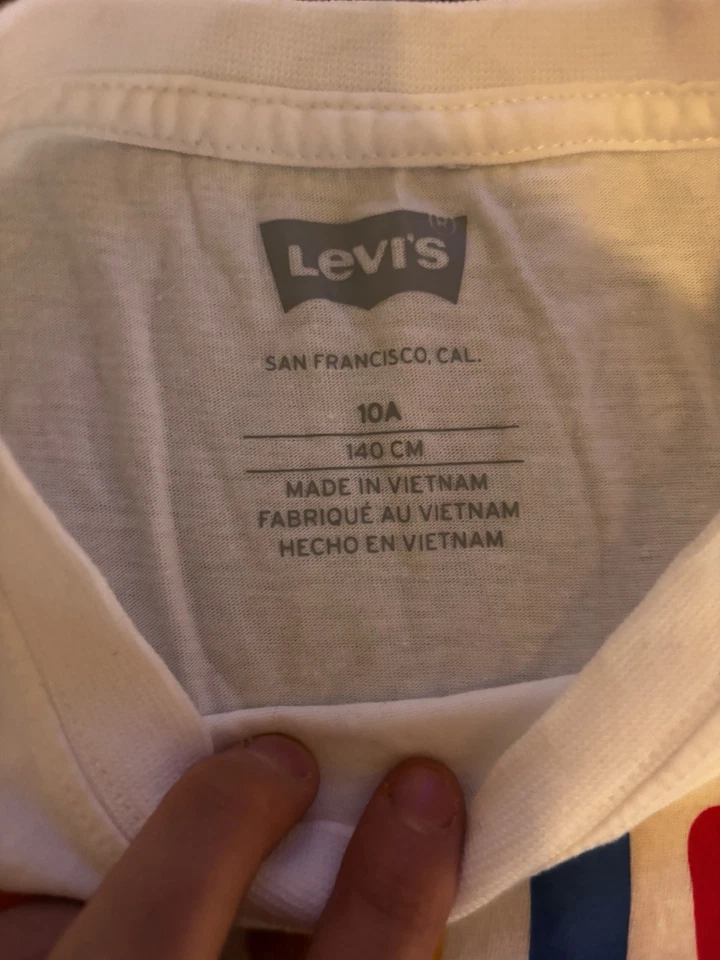 Levi's
SAN FRANCISCO, CAL.
10A
140 CM
MADE IN VIETNAM
FABRIQUÉ AU VIETNAM
HECHO EN VIETNAM